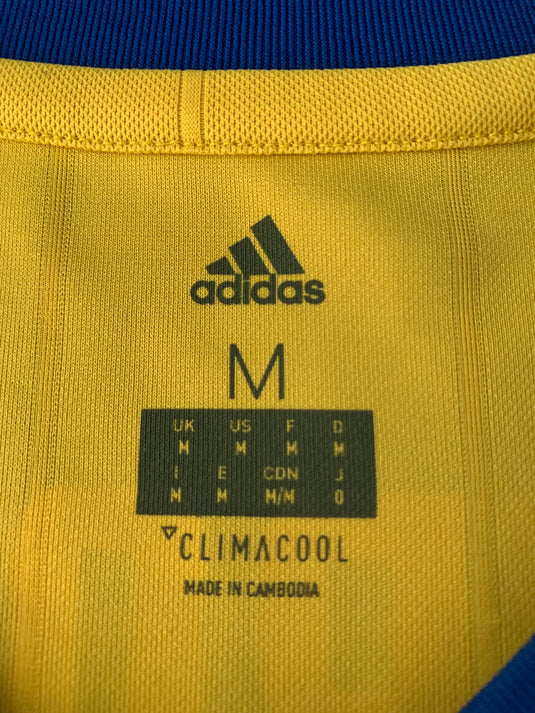 adidas
M
UK US F D
M M M M
I E CDN J
M M M/M O
CLIMACOOL
MADE IN CAMBODIA